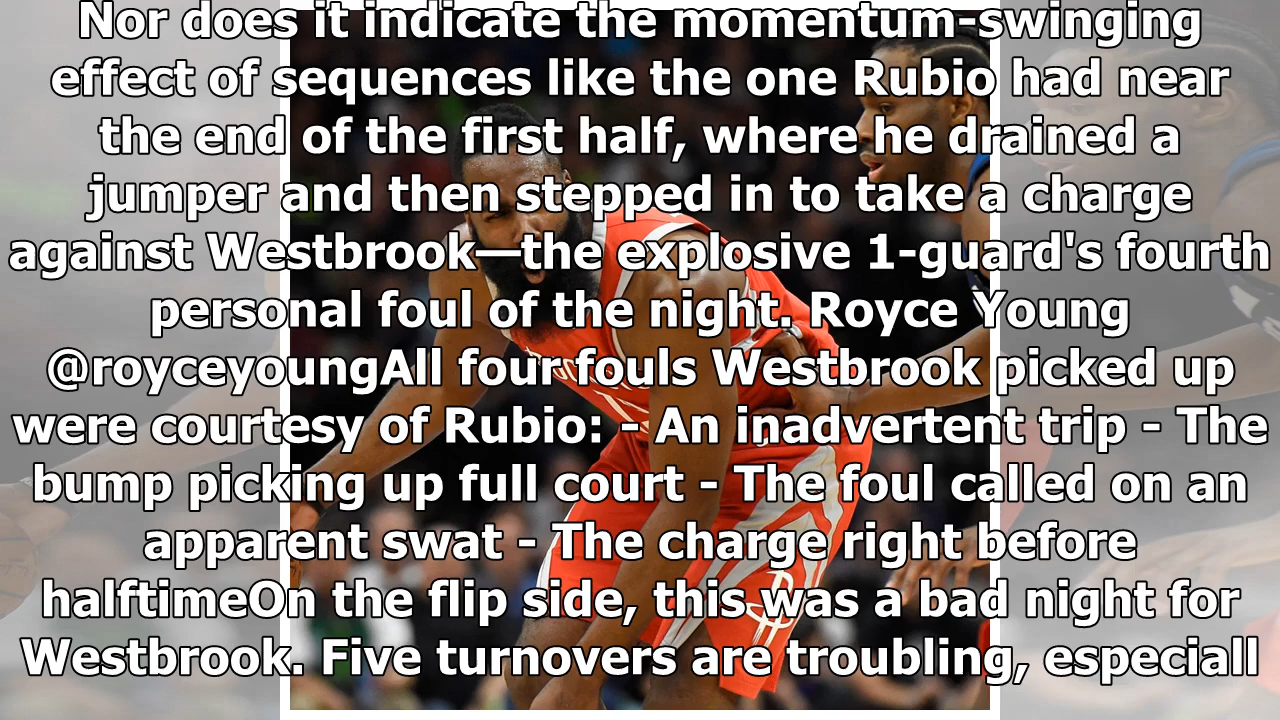 Nor does it indicate the momentum-swinging
effect of sequences like the one Rubio had near
the end of the first half, where he drained a
jumper and then stepped in to take a charge
against Westbrook—the explosive 1-guard's fourth
personal foul of the night. Royce Young
@royceyoungAll four fouls Westbrook picked up
were courtesy of Rubio: - An inadvertent trip - The
bump picking up full court - The foul called on an
apparent swat - The charge right before
halftimeOn the flip side, this was a bad night for
Westbrook. Five turnovers are troubling, especiall